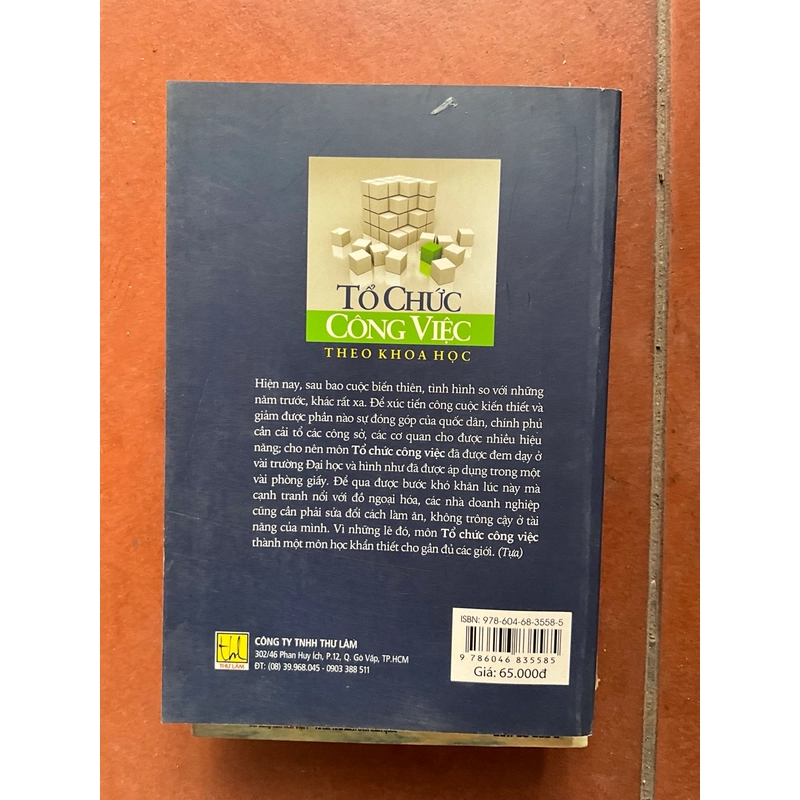 TỔ CHỨC
CÔNG VIỆC
THEO KHOA HỌC
Hiện nay, sau bao cuộc biến thiên, tình hình so với những
năm trước, khác rất xa. Để xúc tiến công cuộc kiến thiết và
giảm được phần nào sự đóng góp của quốc dân, chính phủ
cần cải tổ các công sở, các cơ quan cho được nhiều hiệu
năng; cho nên môn Tổ chức công việc đã được đem dạy ở
vài trường Đại học và hình như đã được áp dụng trong một
vài phòng giấy. Để qua được bước khó khăn lúc này mà
cạnh tranh nổi với đồ ngoại hóa, các nhà doanh nghiệp
cũng cần phải sửa đổi cách làm ăn, không trông cậy ở tài
năng của mình. Vì những lẽ đó, môn Tổ chức công việc
thành một môn học khẩn thiết cho gần đủ các giới. (Tựa)
ISBN: 978-604-68-3558-5
9 786046 835585
Giá: 65.000đ
thl
THƯ LÂM
CÔNG TY TNHH THƯ LÂM
302/46 Phan Huy Ích, P.12, Q. Gò Vấp, TP.HCM
ĐT: (08) 39.968.045 - 0903 388 511